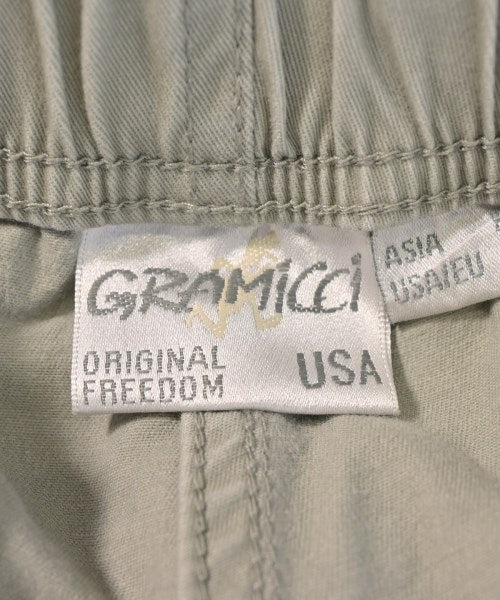 GRAMiCCi
ORIGINAL
FREEDOM
USA
ASIA
USA/EU